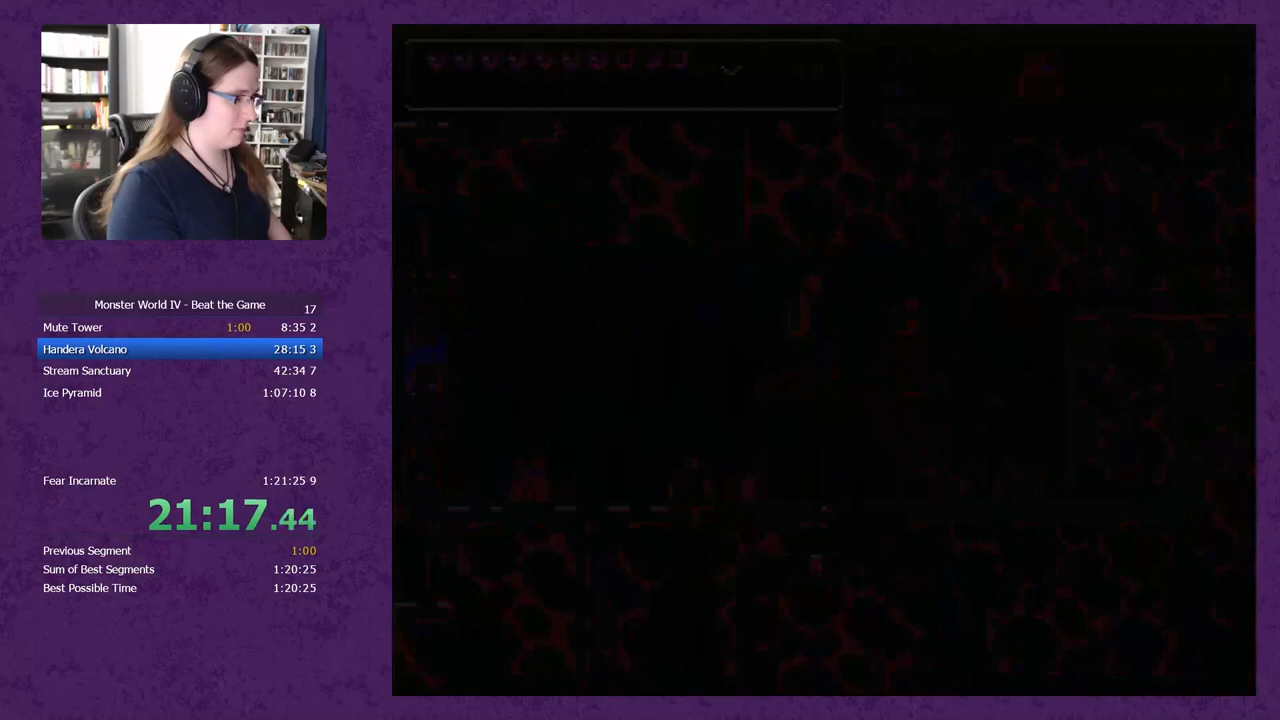 Monster World IV - Beat the Game
17
Mute Tower 1:00 8:35 2
Handera Volcano 28:15 3
Stream Sanctuary 42:34 7
Ice Pyramid 1:07:10 8
Fear Incarnate 1:21:25 9
21:17.44
Previous Segment 1:00
Sum of Best Segments 1:20:25
Best Possible Time 1:20:25